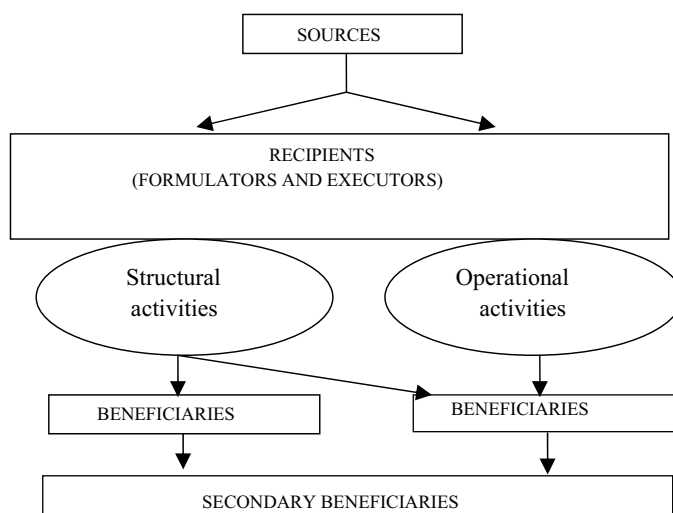 SOURCES
RECIPIENTS
(FORMULATORS AND EXECUTORS)
Structural
activities
Operational
activities
BENEFICIARIES
BENEFICIARIES
SECONDARY BENEFICIARIES